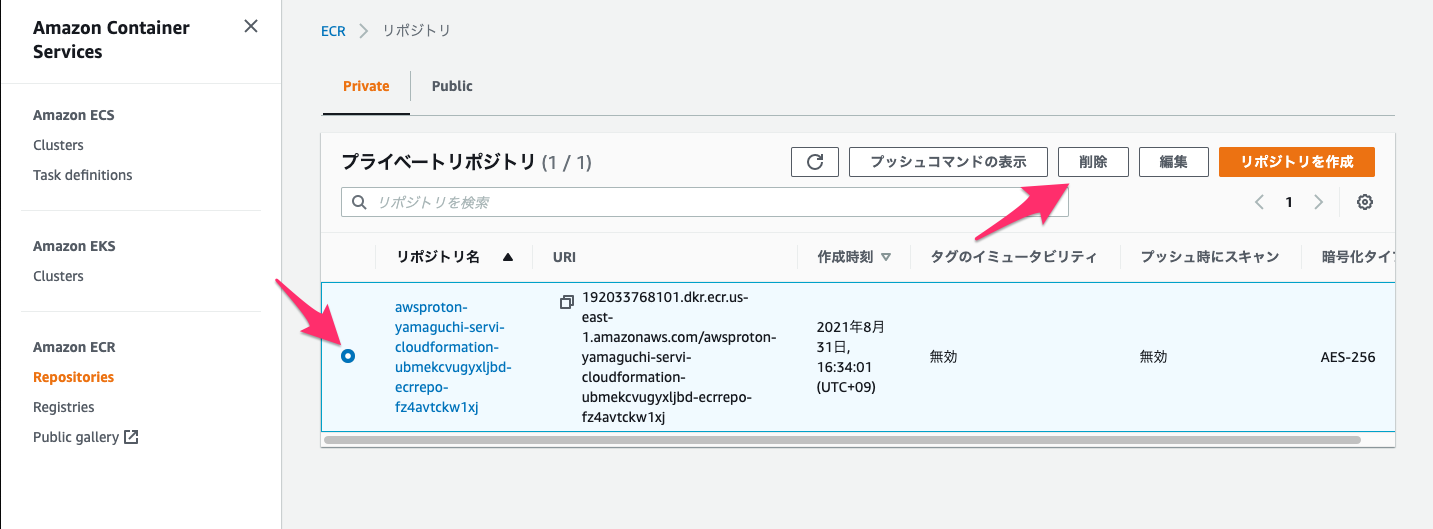 Amazon Container
Services
Amazon ECS
Clusters
Task definitions
Amazon EKS
Clusters
Amazon ECR
Repositories
Registries
Public gallery
ECR > リポジトリ
Private
Public
プライベートリポジトリ (1 / 1)
プッシュコマンドの表示
削除
編集
リポジトリを作成
リポジトリを検索
1
リポジトリ名
URI
作成時刻
タグのイミュータビリティ
プッシュ時にスキャン
暗号化タイプ
awsproton-
yamaguchi-servi-
cloudformation-
ubmekcvugyxljbd-
ecrrepo-
fz4avtckw1xj
192033768101.dkr.ecr.us-
east-
1.amazonaws.com/awsproton-
yamaguchi-servi-
cloudformation-
ubmekcvugyxljbd-ecrrepo-
fz4avtckw1xj
2021年8月
31日,
16:34:01
(UTC+09)
無効
無効
AES-256